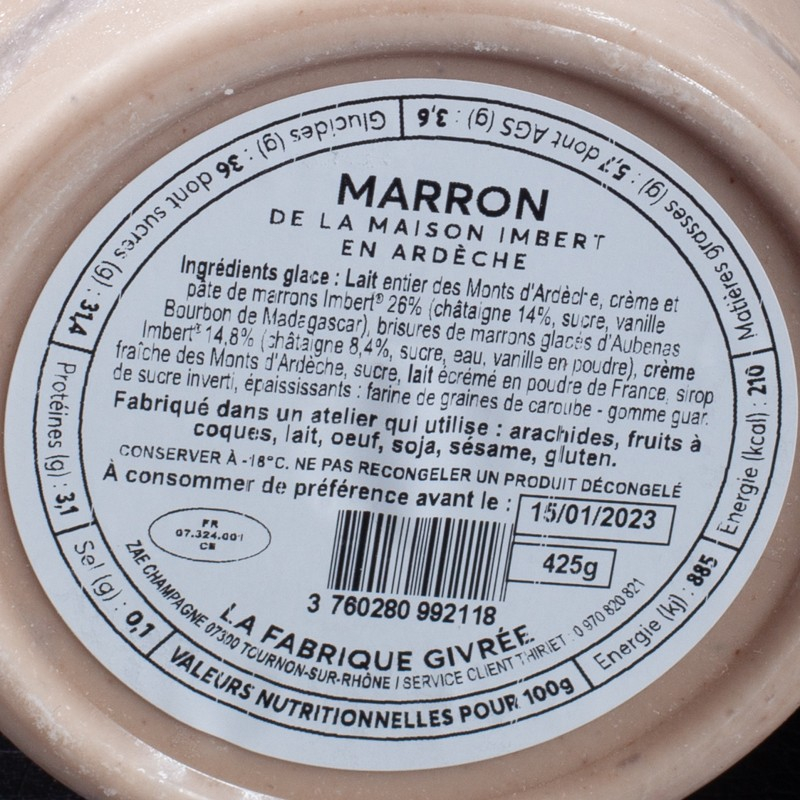 MARRON
DE LA MAISON IMBERT
EN ARDÈCHE
Ingrédients glace : Lait entier des Monts d'Ardèche, crème et
pâte de marrons Imbert® 26% (châtaigne 14%, sucre, vanille
Bourbon de Madagascar), brisures de marrons glacés d'Aubenas
Imbert® 14,8% (châtaigne 8,4%, sucre, eau, vanille en poudre), crème
fraîche des Monts d'Ardèche, sucre, lait écrémé en poudre de France, sirop
de sucre inverti, épaississants : farine de graines de caroube - gomme guar.
Fabriqué dans un atelier qui utilise : arachides, fruits à
coques, lait, oeuf, soja, sésame, gluten.
CONSERVER À -18°C. NE PAS RECONGELER UN PRODUIT DÉCONGELÉ
À consommer de préférence avant le :
15/01/2023
425g
FR
07.324.001
CE
3 760280 992118
LA FABRIQUE GIVRÉE
ZAE CHAMPAGNE 07300 TOURNON-SUR-RHÔNE / SERVICE CLIENT THIRIET : 0 970 820 821
VALEURS NUTRITIONNELLES POUR 100g
Energie (kj) : 885
Energie (kcal) : 210
Matières grasses (g) : 5,7 dont AGS (g) : 3,6
Glucides (g) : 36 dont sucres (g) : 31,4
Protéines (g) : 3,1
Sel (g) : 0,1